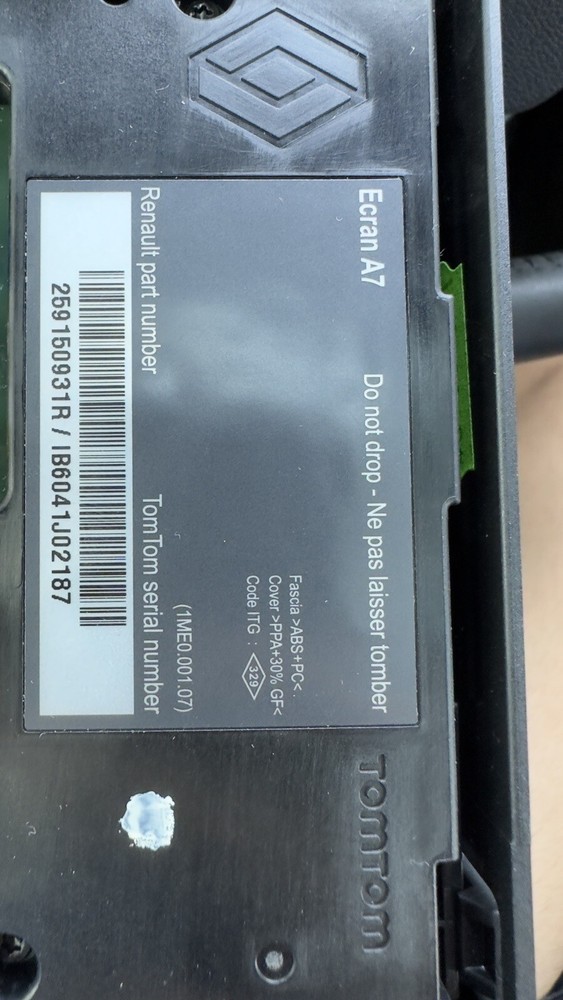 Ecran A7 Do not drop - Ne pas laisser tomber
Fascia >ABS+PC<.
Cover >PPA+30% GF<
Code ITG : 329
(1ME0.001.07)
Renault part number TomTom serial number
259150931R / IB6041J02187
TOMTOM